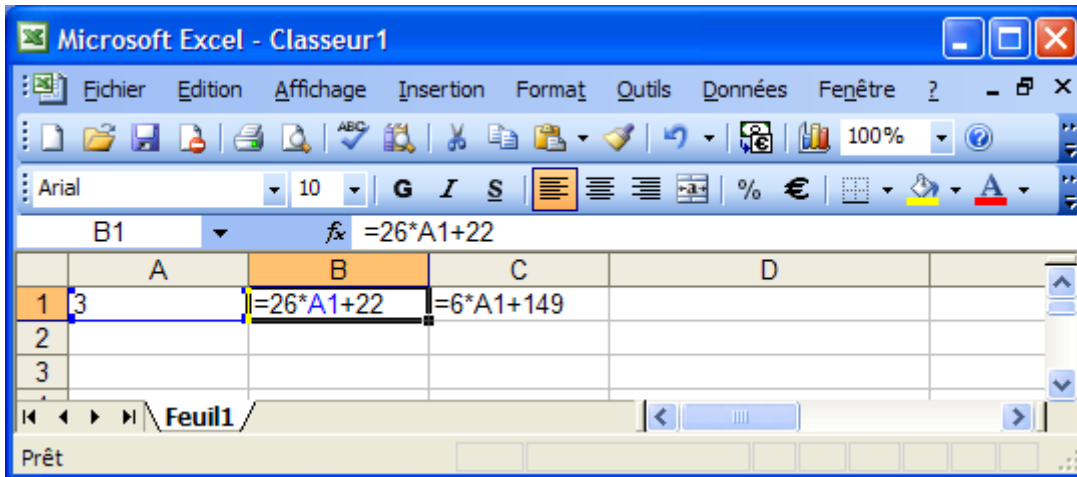 Microsoft Excel - Classeur1
Fichier Edition Affichage Insertion Format Outils Données Fenêtre ?
ABC 100%
Arial 10 G I S a % € A
B1 fx =26*A1+22
A B C D
1 3 =26*A1+22 =6*A1+149
2
3
Feuil1
Prêt